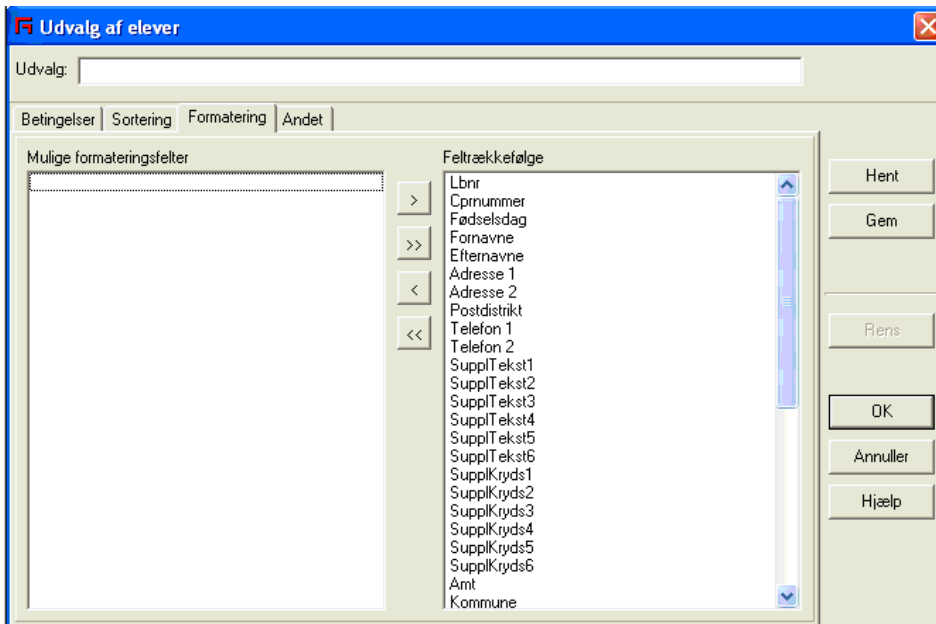 Udvalg af elever
Udvalg:
Betingelser Sortering Formatering Andet
Mulige formateringsfelter
>
>>
<
<<
Feltrækkefølge
Lbnr
Cprnummer
Fødselsdag
Fornavne
Efternavne
Adresse 1
Adresse 2
Postdistrikt
Telefon 1
Telefon 2
SupplTekst1
SupplTekst2
SupplTekst3
SupplTekst4
SupplTekst5
SupplTekst6
SupplKryds1
SupplKryds2
SupplKryds3
SupplKryds4
SupplKryds5
SupplKryds6
Amt
Kommune
Hent
Gem
Rens
OK
Annuller
Hjælp